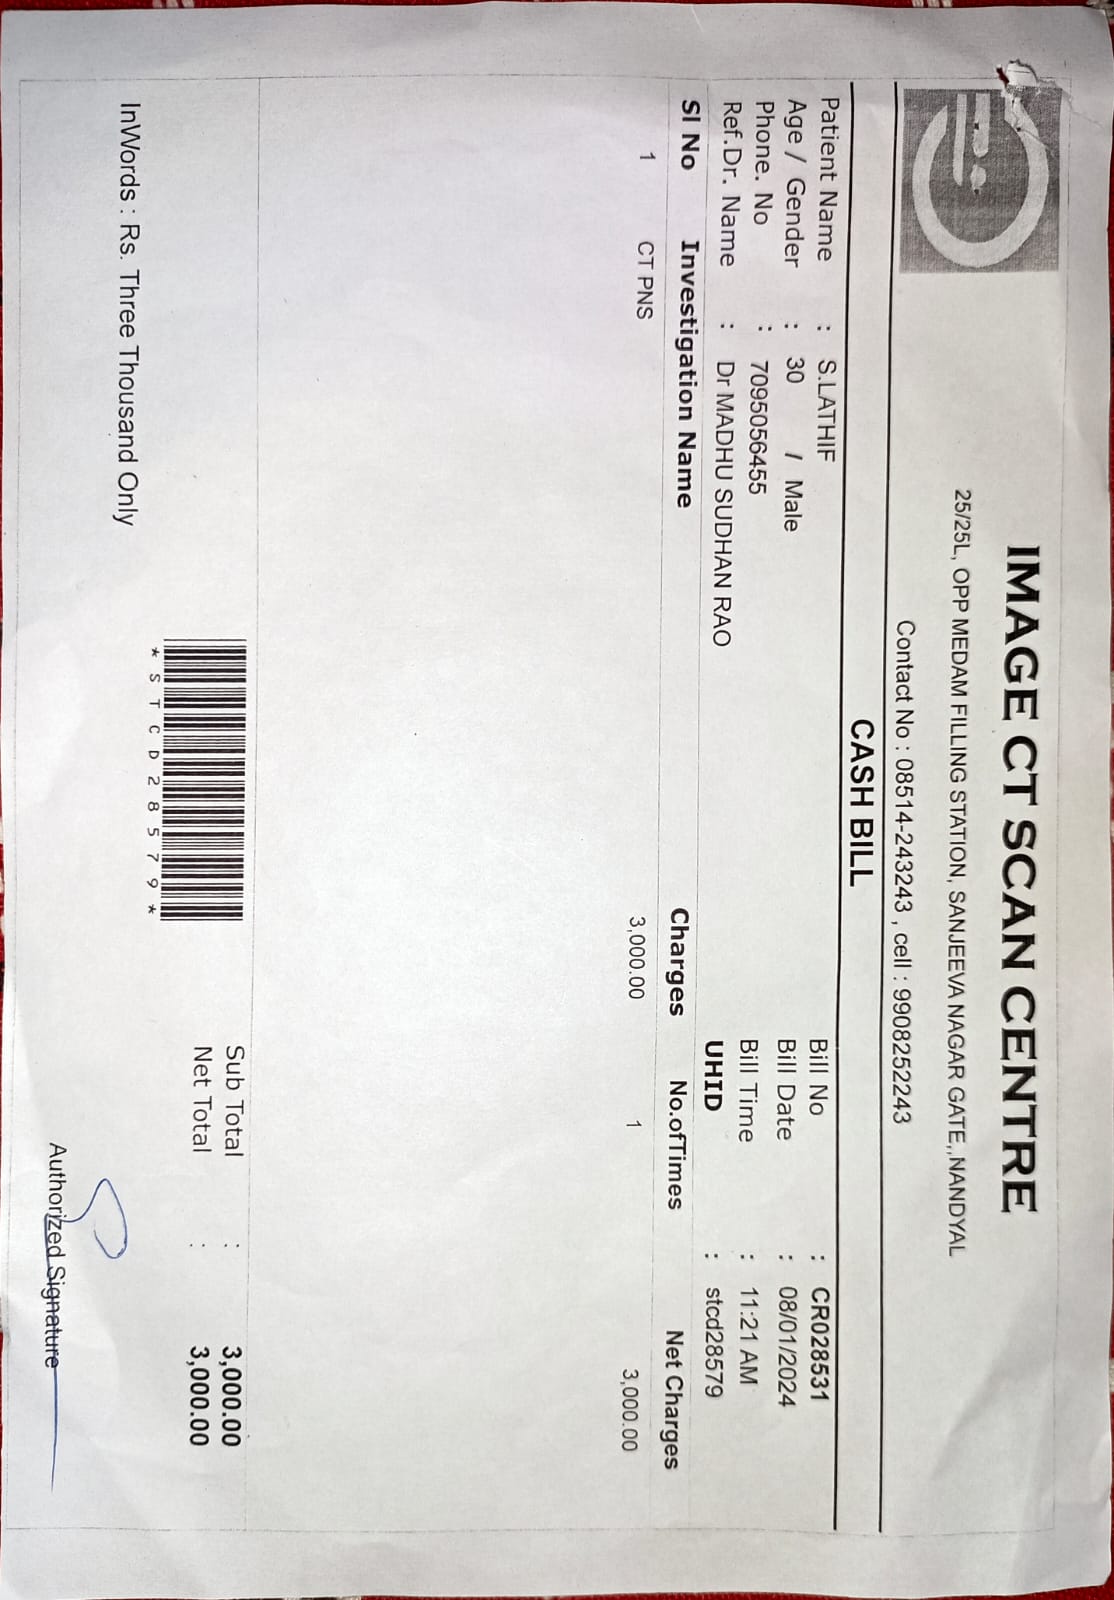 IMAGE CT SCAN CENTRE
25/25L, OPP MEDAM FILLING STATION, SANJEEVA NAGAR GATE,,NANDYAL
Contact No : 08514-243243 , cell : 9908252243
CASH BILL
Patient Name : S.LATHIF Bill No : CR028531
Age / Gender : 30 / Male Bill Date : 08/01/2024
Phone. No : 7095056455 Bill Time : 11:21 AM
Ref.Dr. Name : Dr MADHU SUDHAN RAO UHID : stcd28579
Sl No Investigation Name Charges No.ofTimes Net Charges
1 CT PNS 3,000.00 1 3,000.00
Sub Total : 3,000.00
Net Total : 3,000.00
*STCD28579*
InWords : Rs. Three Thousand Only
Authorized Signature